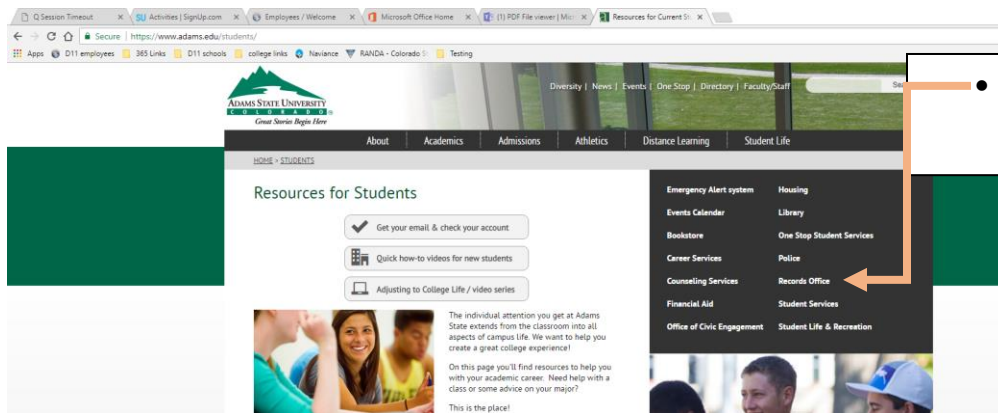 Q Session Timeout
SU Activities | SignUp.com
Employees / Welcome
Microsoft Office Home
(1) PDF File viewer | Micr
Resources for Current St
Secure | https://www.adams.edu/students/
Apps D11 employees 365 Links D11 schools college links Naviance RANDA - Colorado S Testing
ADAMS STATE UNIVERSITY
COLORADO
Great Stories Begin Here
Diversity | News | Events | One Stop | Directory | Faculty/Staff
About Academics Admissions Athletics Distance Learning Student Life
HOME > STUDENTS
Resources for Students
Get your email & check your account
Quick how-to videos for new students
Adjusting to College Life / video series
The individual attention you get at Adams
State extends from the classroom into all
aspects of campus life. We want to help you
create a great college experience!
On this page you'll find resources to help you
with your academic career. Need help with a
class or some advice on your major?
This is the place!
Emergency Alert system Housing
Events Calendar Library
Bookstore One Stop Student Services
Career Services Police
Counseling Services Records Office
Financial Aid Student Services
Office of Civic Engagement Student Life & Recreation